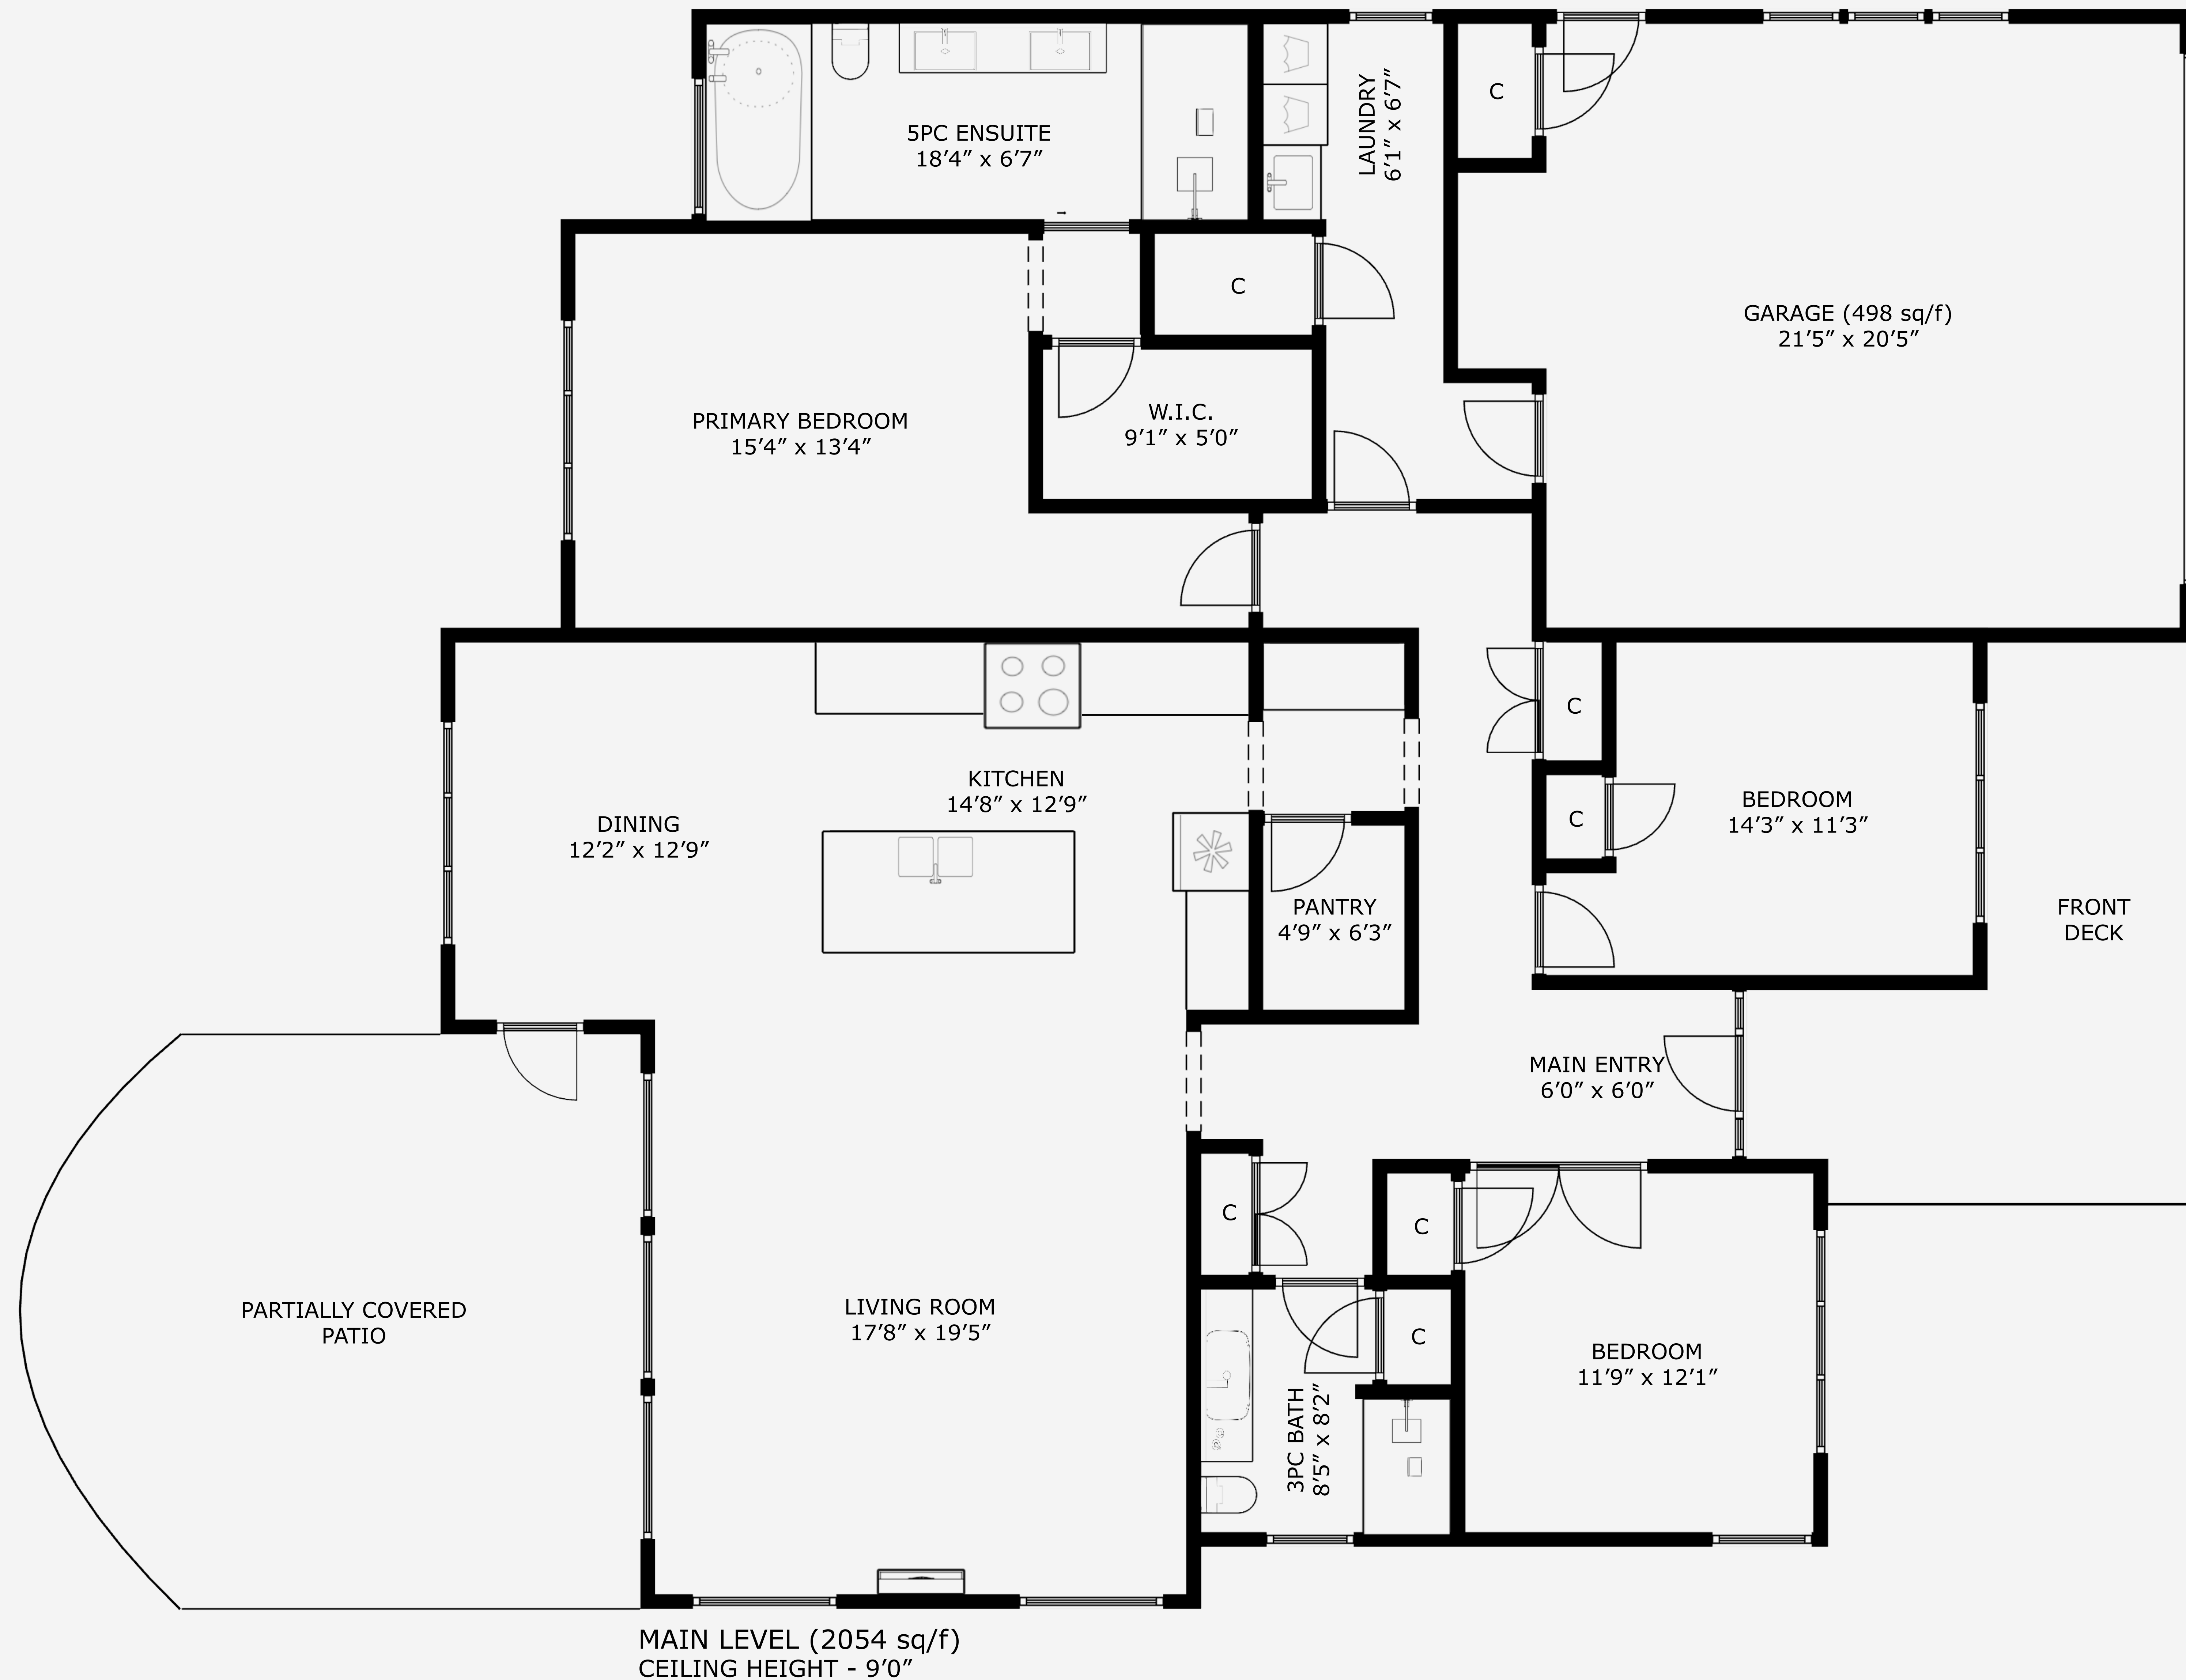 5PC ENSUITE
18’4” x 6’7”
LAUNDRY
6’1” x 6’7”
C
C
GARAGE (498 sq/f)
21’5” x 20’5”
PRIMARY BEDROOM
15’4” x 13’4”
W.I.C.
9’1” x 5’0”
C
KITCHEN
14’8” x 12’9”
DINING
12’2” x 12’9”
C
BEDROOM
14’3” x 11’3”
PANTRY
4’9” x 6’3”
FRONT
DECK
MAIN ENTRY
6’0” x 6’0”
C
C
PARTIALLY COVERED
PATIO
LIVING ROOM
17’8” x 19’5”
C
BEDROOM
11’9” x 12’1”
3PC BATH
8’5” x 8’2”
MAIN LEVEL (2054 sq/f)
CEILING HEIGHT - 9’0”